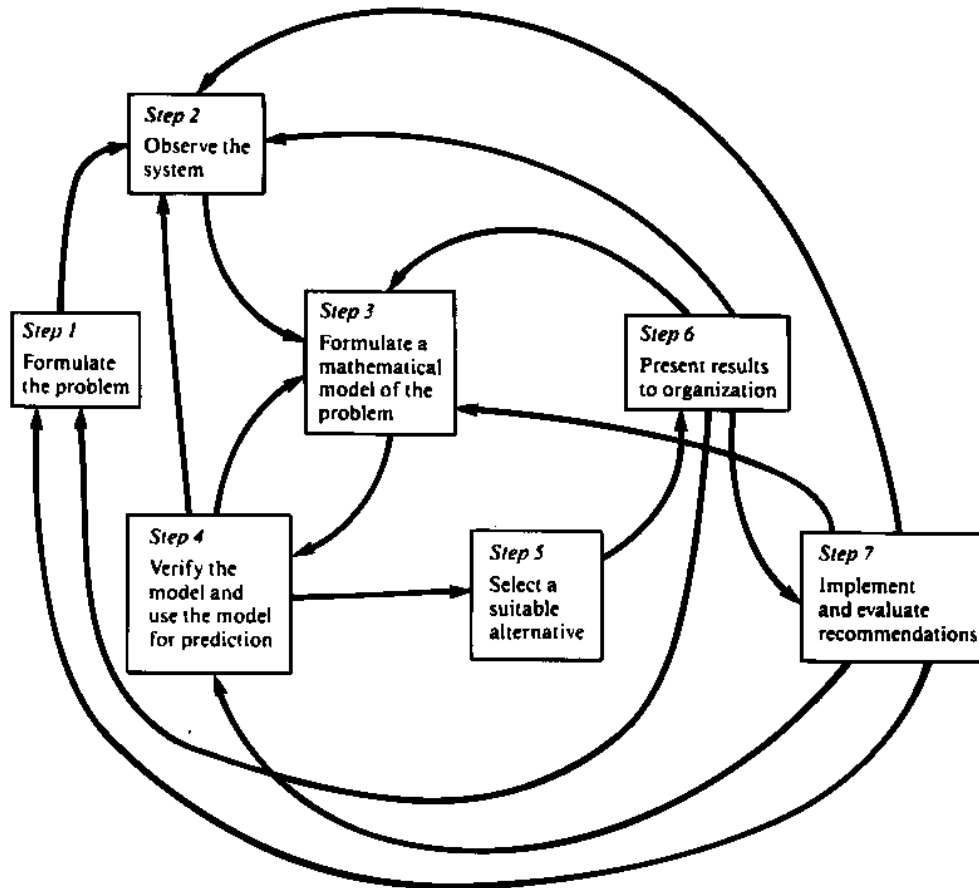 Step 1
Formulate
the problem
Step 2
Observe the
system
Step 3
Formulate a
mathematical
model of the
problem
Step 4
Verify the
model and
use the model
for prediction
Step 5
Select a
suitable
alternative
Step 6
Present results
to organization
Step 7
Implement
and evaluate
recommendations